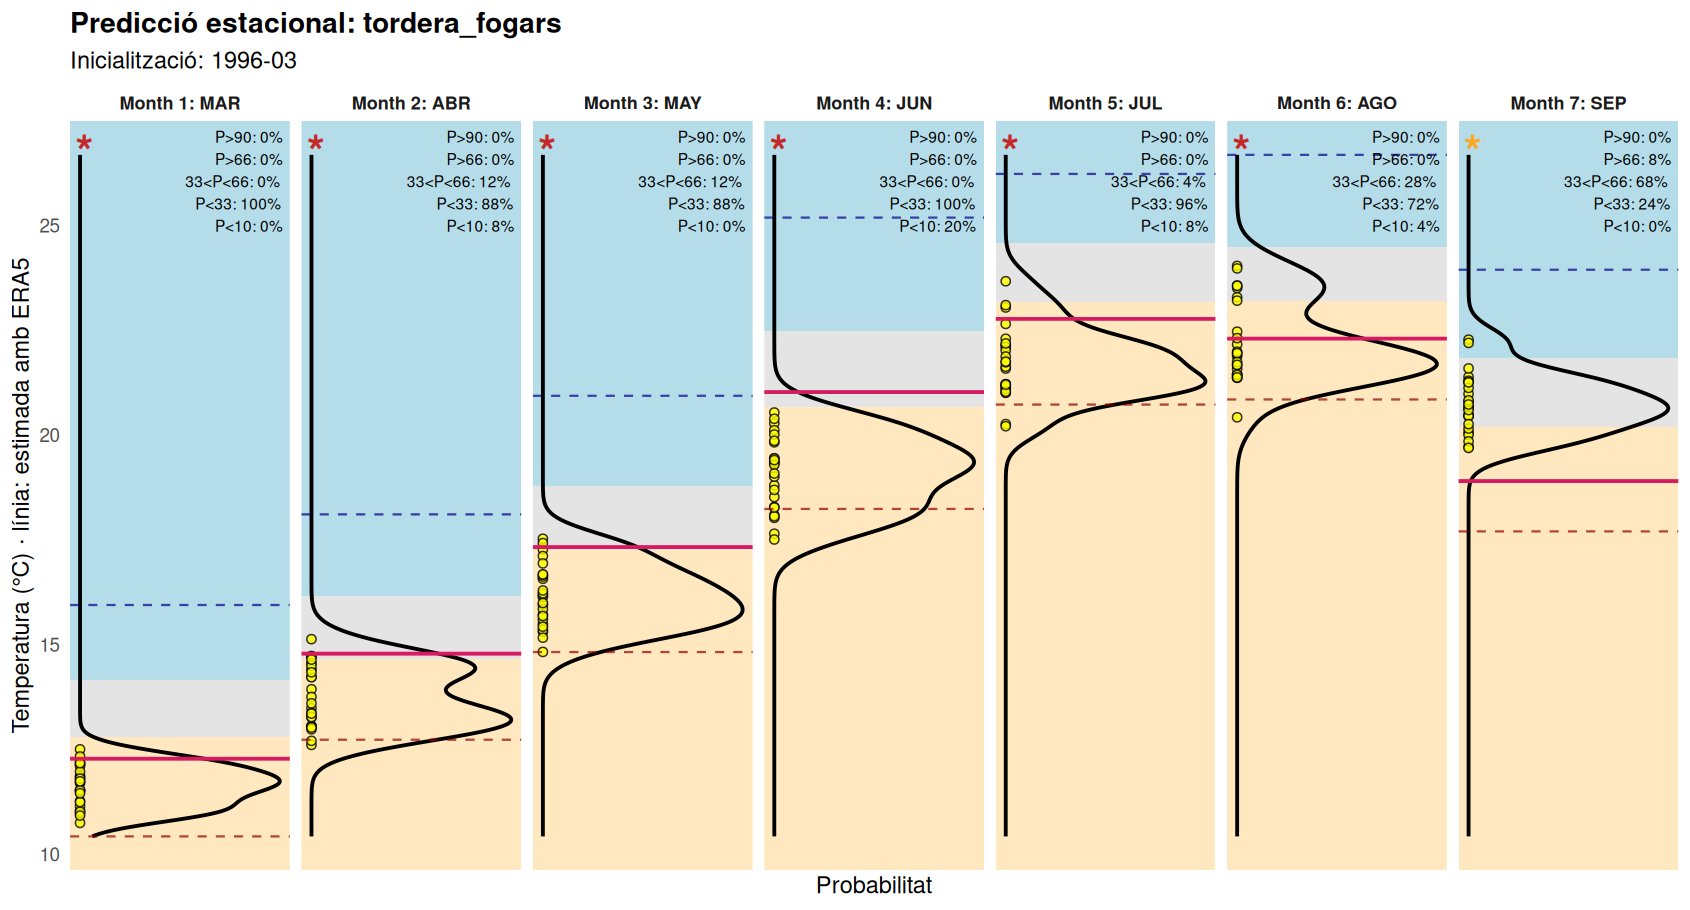 Predicció estacional: tordera_fogars
Inicialització: 1996-03
Month 1: MAR
Month 2: ABR
Month 3: MAY
Month 4: JUN
Month 5: JUL
Month 6: AGO
Month 7: SEP
*
P>90: 0%
P>66: 0%
33<P<66: 0%
P<33: 100%
P<10: 0%
*
P>90: 0%
P>66: 0%
33<P<66: 12%
P<33: 88%
P<10: 8%
*
P>90: 0%
P>66: 0%
33<P<66: 12%
P<33: 88%
P<10: 0%
*
P>90: 0%
P>66: 0%
33<P<66: 0%
P<33: 100%
P<10: 20%
*
P>90: 0%
P>66: 0%
33<P<66: 4%
P<33: 96%
P<10: 8%
*
P>90: 0%
P>66: 0%
33<P<66: 28%
P<33: 72%
P<10: 4%
*
P>90: 0%
P>66: 8%
33<P<66: 68%
P<33: 24%
P<10: 0%
Temperatura (°C) · línia: estimada amb ERA5
25
20
15
10
Probabilitat